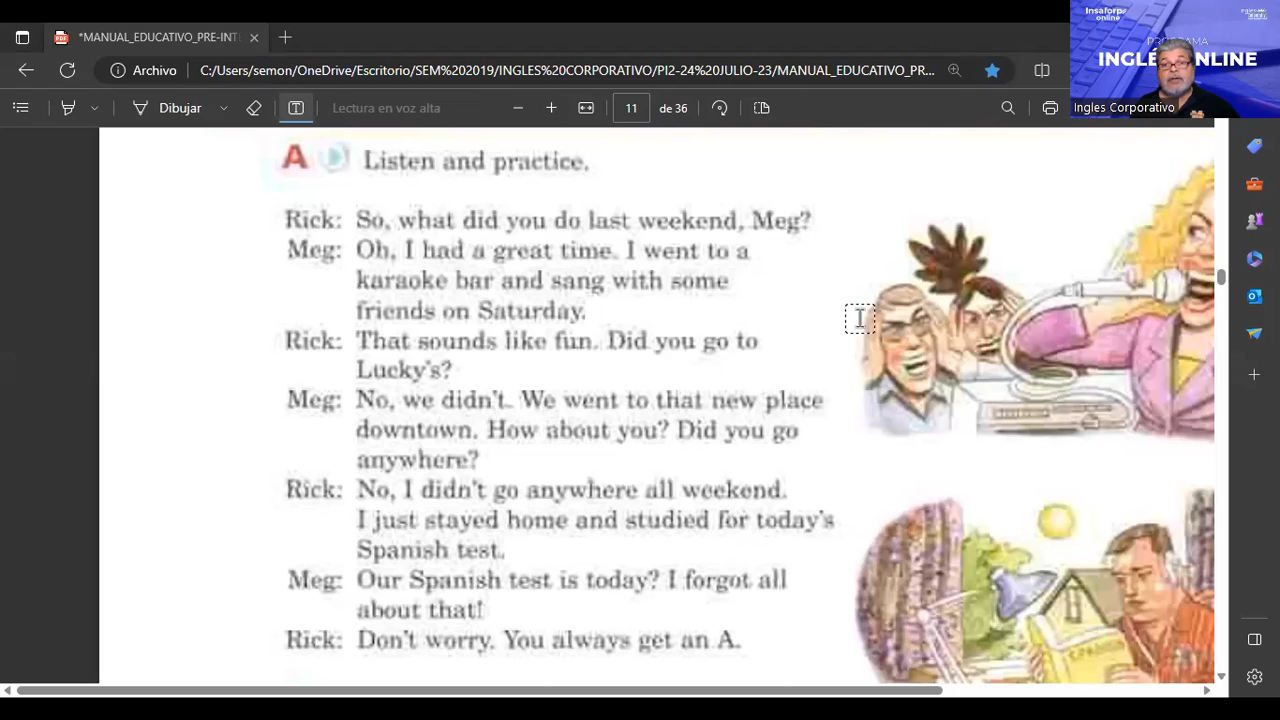 *MANUAL_EDUCATIVO_PRE-INT
Archivo
C:/Users/semon/OneDrive/Escritorio/SEM%2019/INGLES%20CORPORATIVO/PI2-24%20JULIO-23/MANUAL_EDUCATIVO_PR...
Dibujar
Lectura en voz alta
11 de 36
Insaforp
online
PROGRAMA
INGLÉS ONLINE
Ingles Corporativo
A Listen and practice.
Rick: So, what did you do last weekend, Meg?
Meg: Oh, I had a great time. I went to a
karaoke bar and sang with some
friends on Saturday.
Rick: That sounds like fun. Did you go to
Lucky's?
Meg: No, we didn't. We went to that new place
downtown. How about you? Did you go
anywhere?
Rick: No, I didn't go anywhere all weekend.
I just stayed home and studied for today's
Spanish test.
Meg: Our Spanish test is today? I forgot all
about that!
Rick: Don't worry. You always get an A.